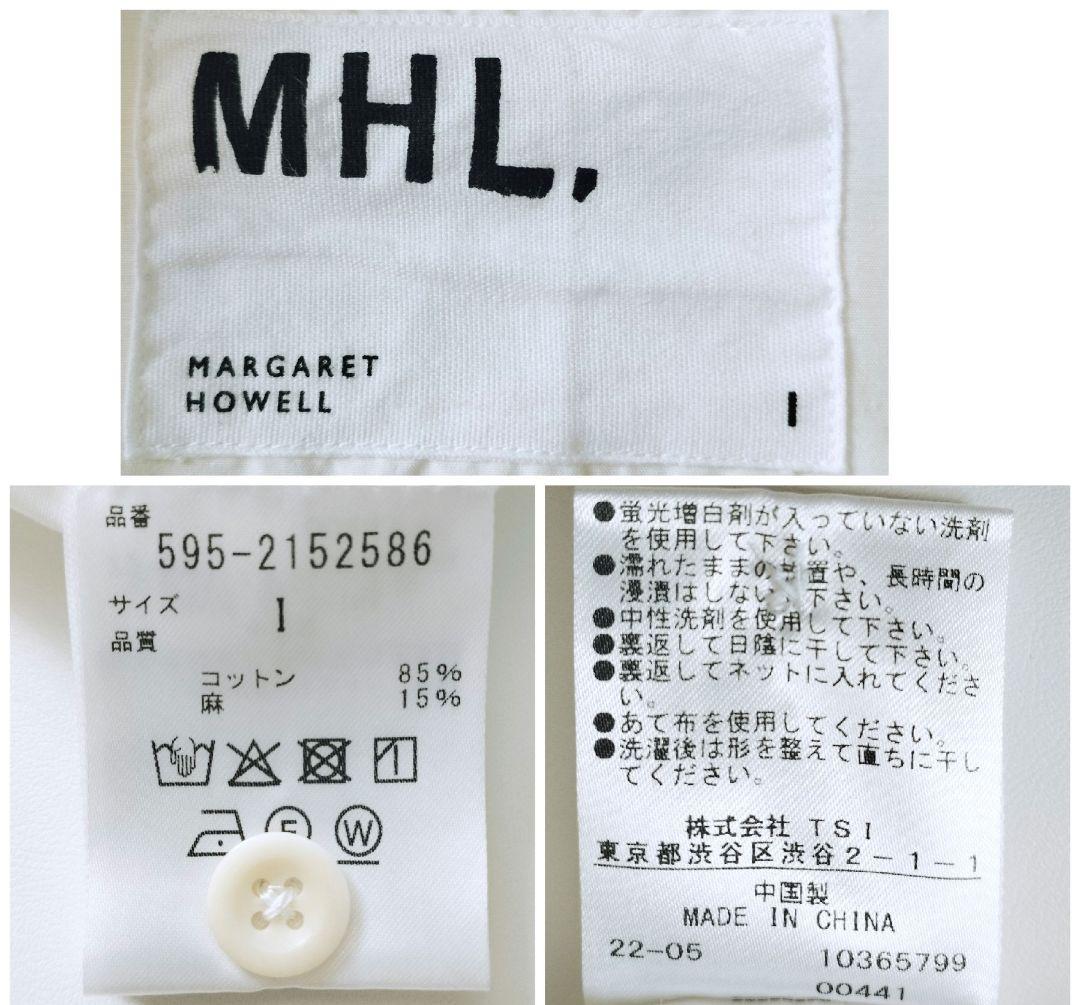 MHL.
MARGARET
HOWELL
I
品番
595-2152586
サイズ I
品質
コットン 85%
麻 15%
F W
●蛍光増白剤が入っていない洗剤
を使用して下さい。
●濡れたままの 置や、長時間の
浸漬はしない 下さい。
●中性洗剤を使用して下さい。
●裏返して日陰に干して下さい。
●裏返してネットに入れてくださ
い。
●あて布を使用してください。
●洗濯後は形を整えて直ちに干し
てください。
株式会社 TSI
東京都渋谷区渋谷2-1-1
中国製
MADE IN CHINA
22-05 10365799
00441